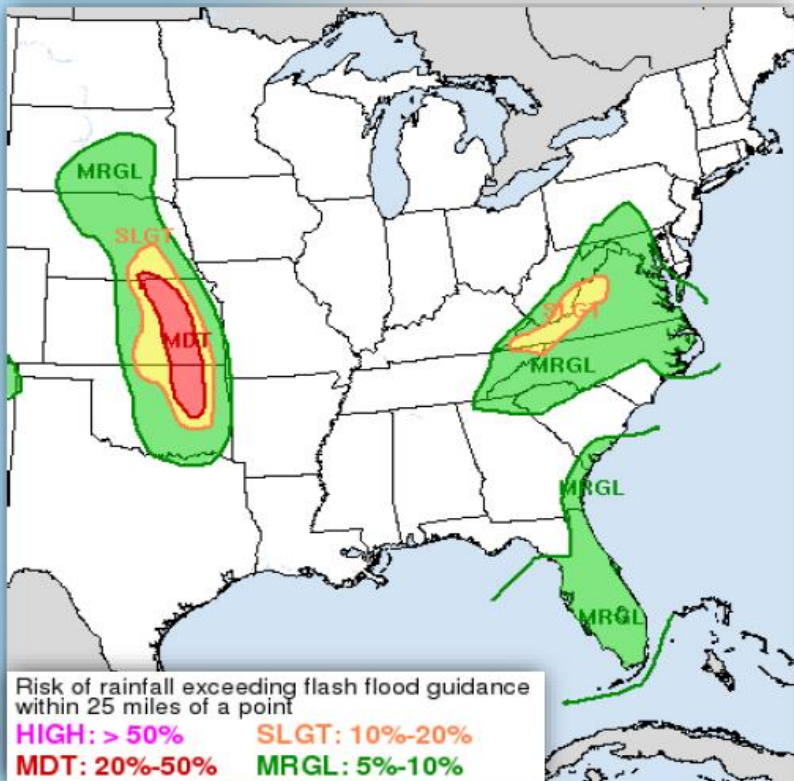 MRGL
SLGT
MDT
SLGT
MRGL
MRGL
MRGL
Risk of rainfall exceeding flash flood guidance
within 25 miles of a point
HIGH: > 50% SLGT: 10%-20%
MDT: 20%-50% MRGL: 5%-10%